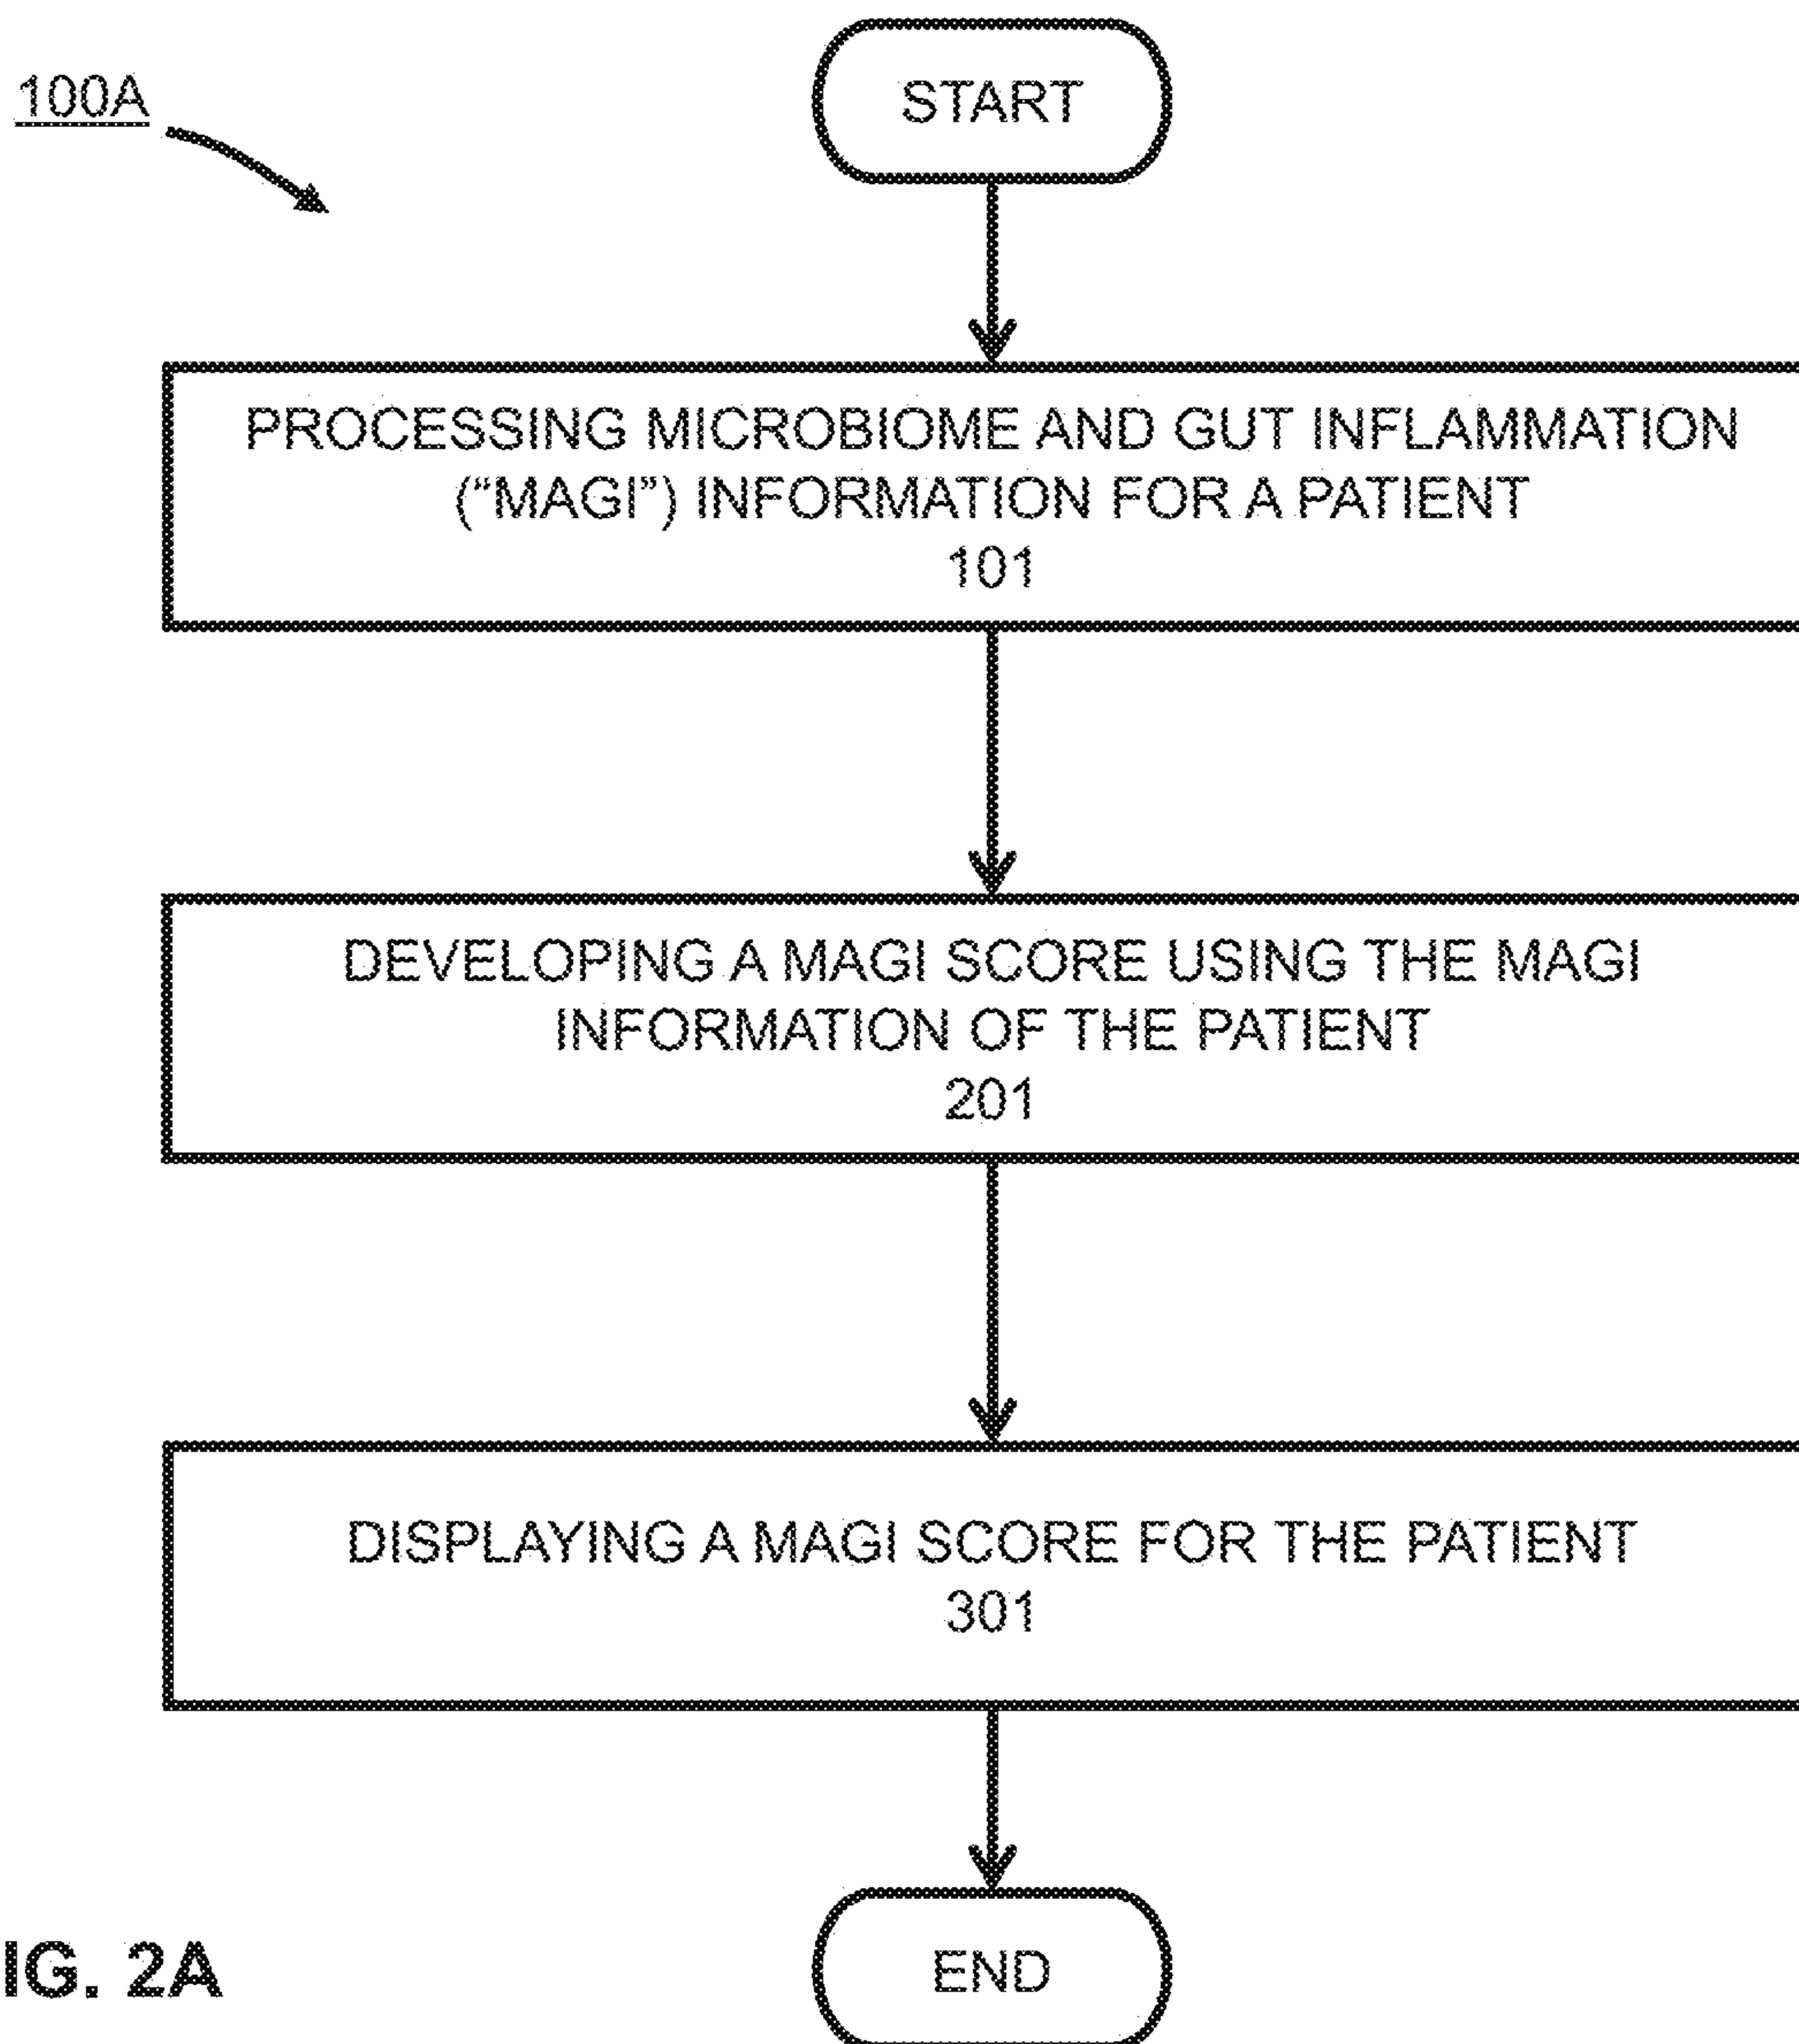 100A
START
PROCESSING MICROBIOME AND GUT INFLAMMATION
(“MAGI”) INFORMATION FOR A PATIENT
101
DEVELOPING A MAGI SCORE USING THE MAGI
INFORMATION OF THE PATIENT
201
DISPLAYING A MAGI SCORE FOR THE PATIENT
301
END
IG. 2A